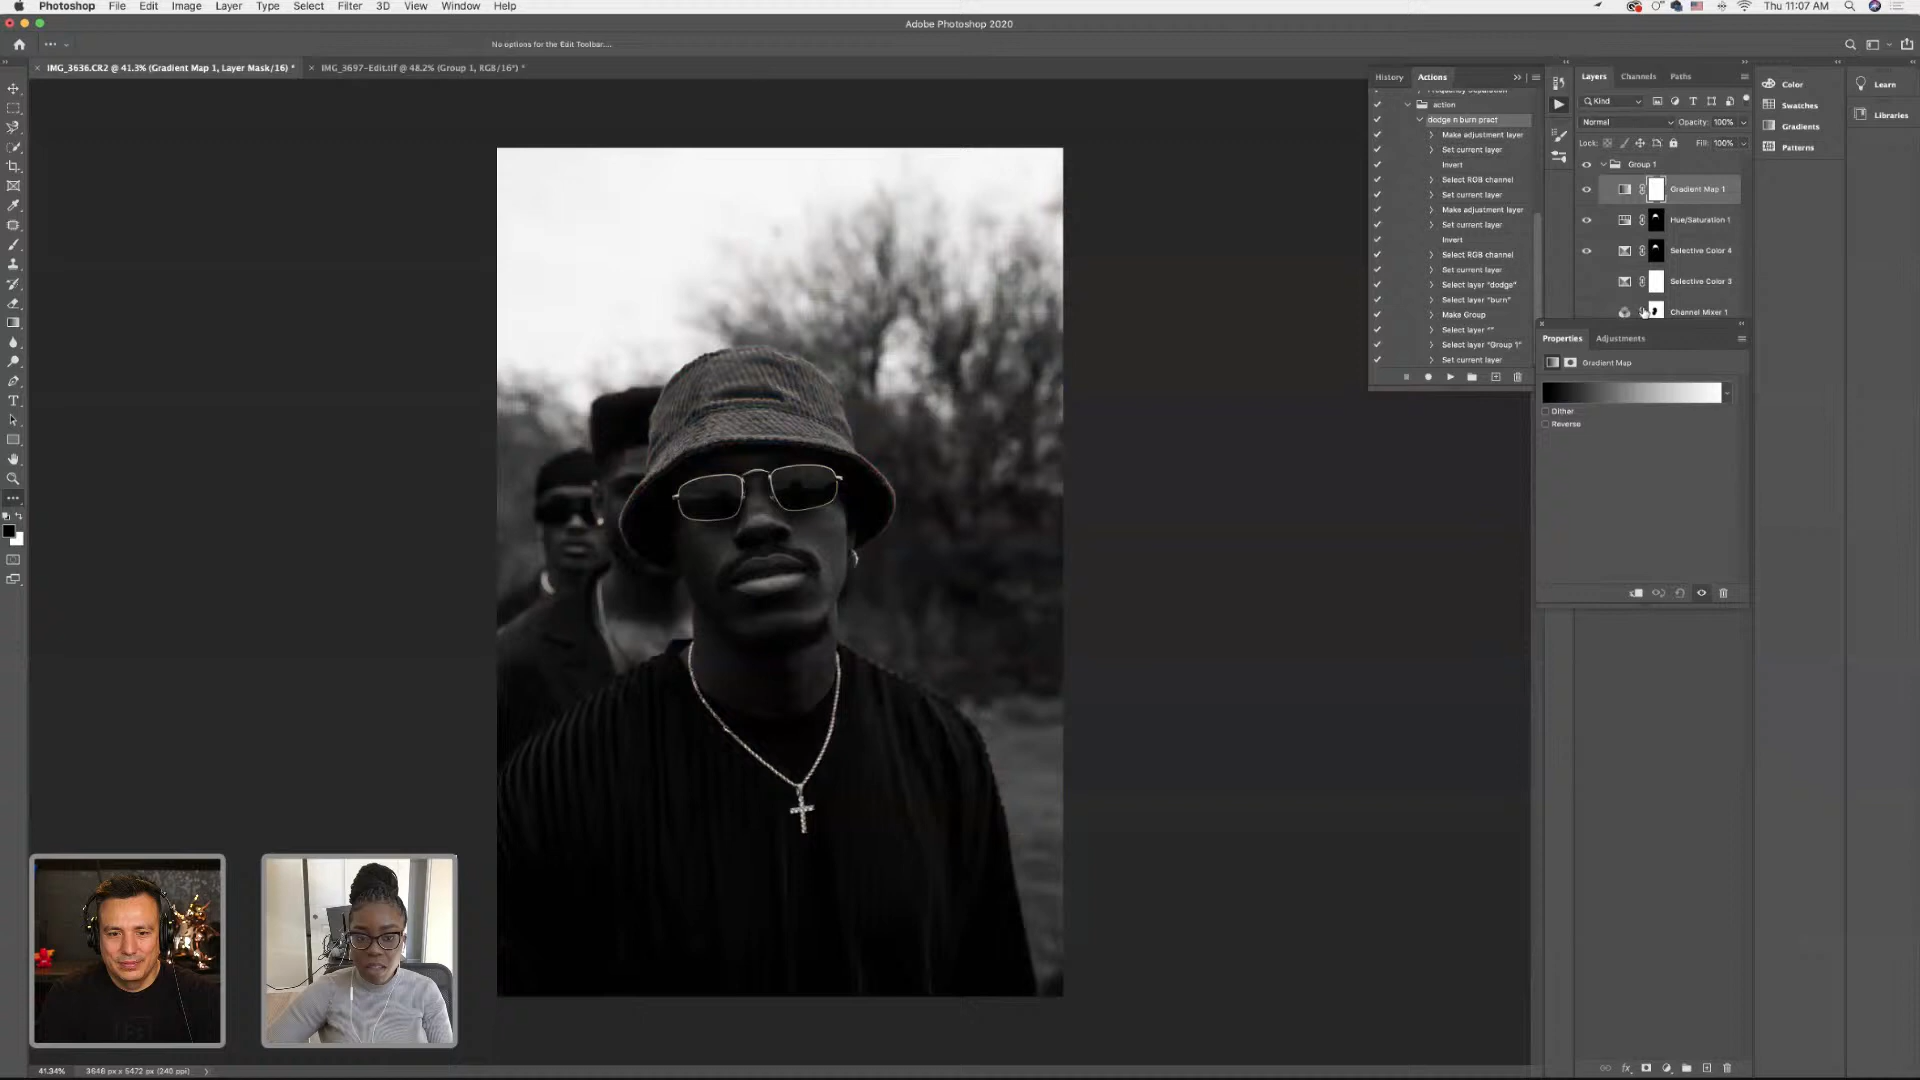 Photoshop File Edit Image Layer Type Select Filter 3D View Window Help
Thu 11:07 AM
Adobe Photoshop 2020
No options for the Edit Toolbar....
IMG_3636.CR2 @ 41.3% (Gradient Map 1, Layer Mask/16) *
IMG_3697-Edit.tif @ 48.2% (Group 1, RGB/16*) *
History Actions
Frequency Separation
action
dodge n burn pract
Make adjustment layer
Set current layer
Invert
Select RGB channel
Set current layer
Make adjustment layer
Set current layer
Invert
Select RGB channel
Set current layer
Select layer "dodge"
Select layer "burn"
Make Group
Select layer ""
Select layer "Group 1"
Set current layer
Layers Channels Paths
Kind
Normal Opacity: 100%
Lock: Fill: 100%
Group 1
Gradient Map 1
Hue/Saturation 1
Selective Color 4
Selective Color 3
Channel Mixer 1
Properties Adjustments
Gradient Map
Dither
Reverse
Color
Swatches
Gradients
Patterns
Learn
Libraries
41.34% 3648 px x 5472 px (240 ppi)